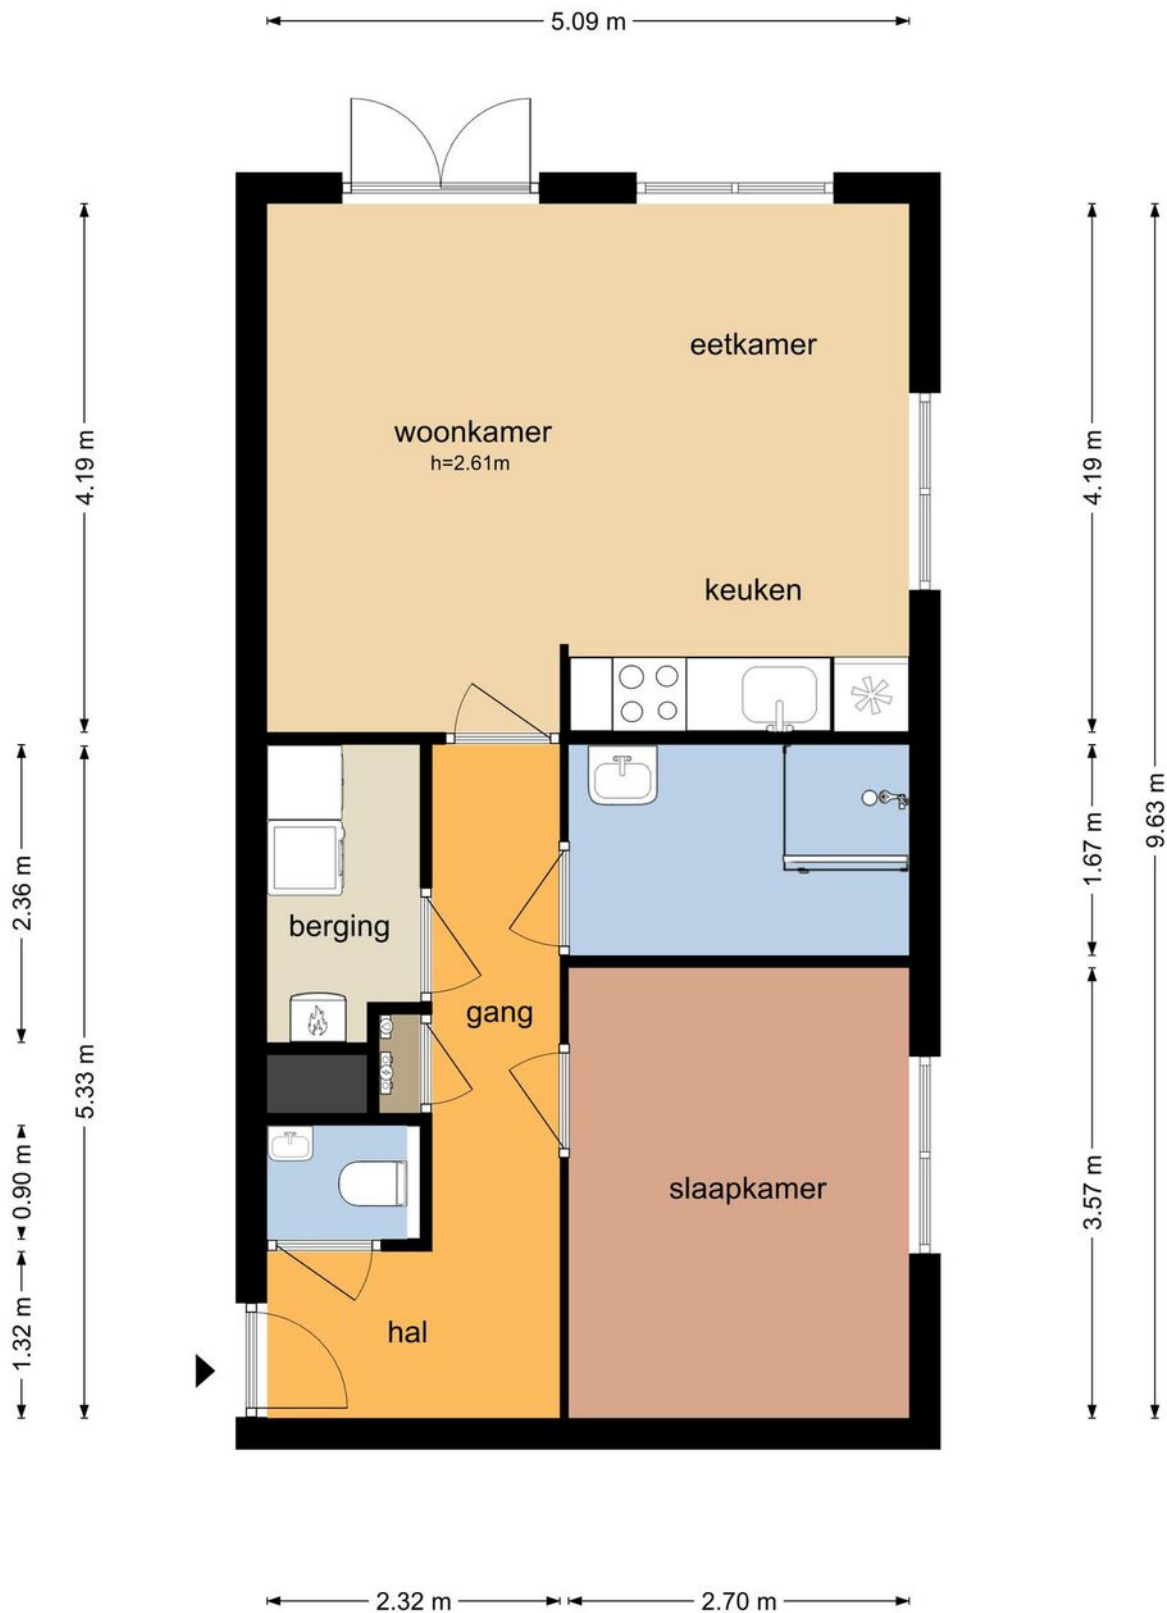 5.09 m
eetkamer
woonkamer
h=2.61m
4.19 m
4.19 m
keuken
9.63 m
1.67 m
2.36 m
berging
gang
5.33 m
0.90 m
slaapkamer
3.57 m
1.32 m
hal
2.32 m
2.70 m